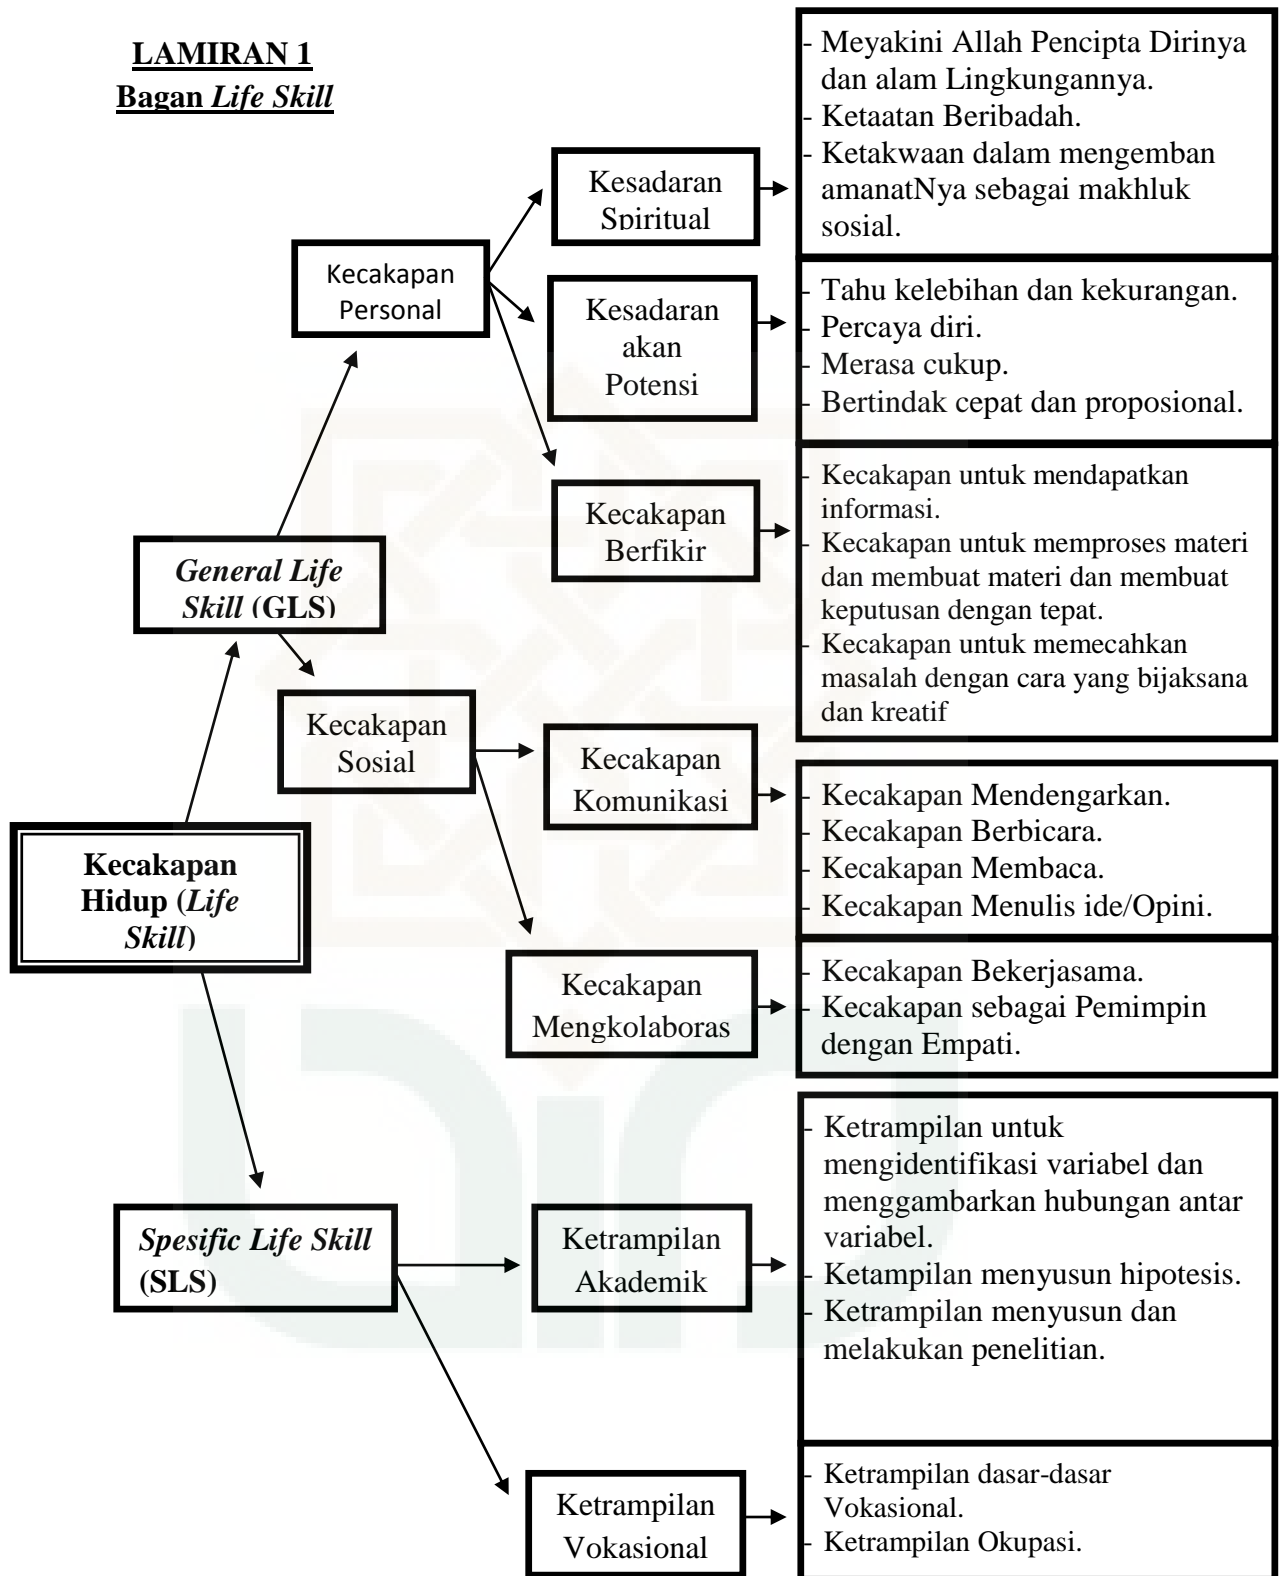 LAMIRAN 1
Bagan Life Skill
- Meyakini Allah Pencipta Dirinya
dan alam Lingkungannya.
- Ketaatan Beribadah.
- Ketakwaan dalam mengemban
amanatNya sebagai makhluk
sosial.
Kesadaran
Spiritual
Kecakapan
Personal
Kesadaran
akan
Potensi
- Tahu kelebihan dan kekurangan.
- Percaya diri.
- Merasa cukup.
- Bertindak cepat dan proposional.
Kecakapan
Berfikir
- Kecakapan untuk mendapatkan
informasi.
- Kecakapan untuk memproses materi
dan membuat materi dan membuat
keputusan dengan tepat.
- Kecakapan untuk memecahkan
masalah dengan cara yang bijaksana
dan kreatif
General Life
Skill (GLS)
Kecakapan
Sosial
Kecakapan
Komunikasi
- Kecakapan Mendengarkan.
- Kecakapan Berbicara.
- Kecakapan Membaca.
- Kecakapan Menulis ide/Opini.
Kecakapan
Hidup (Life
Skill)
Kecakapan
Mengkolaboras
- Kecakapan Bekerjasama.
- Kecakapan sebagai Pemimpin
dengan Empati.
Spesific Life Skill
(SLS)
Ketrampilan
Akademik
- Ketrampilan untuk
mengidentifikasi variabel dan
menggambarkan hubungan antar
variabel.
- Ketampilan menyusun hipotesis.
- Ketrampilan menyusun dan
melakukan penelitian.
Ketrampilan
Vokasional
- Ketrampilan dasar-dasar
Vokasional.
- Ketrampilan Okupasi.